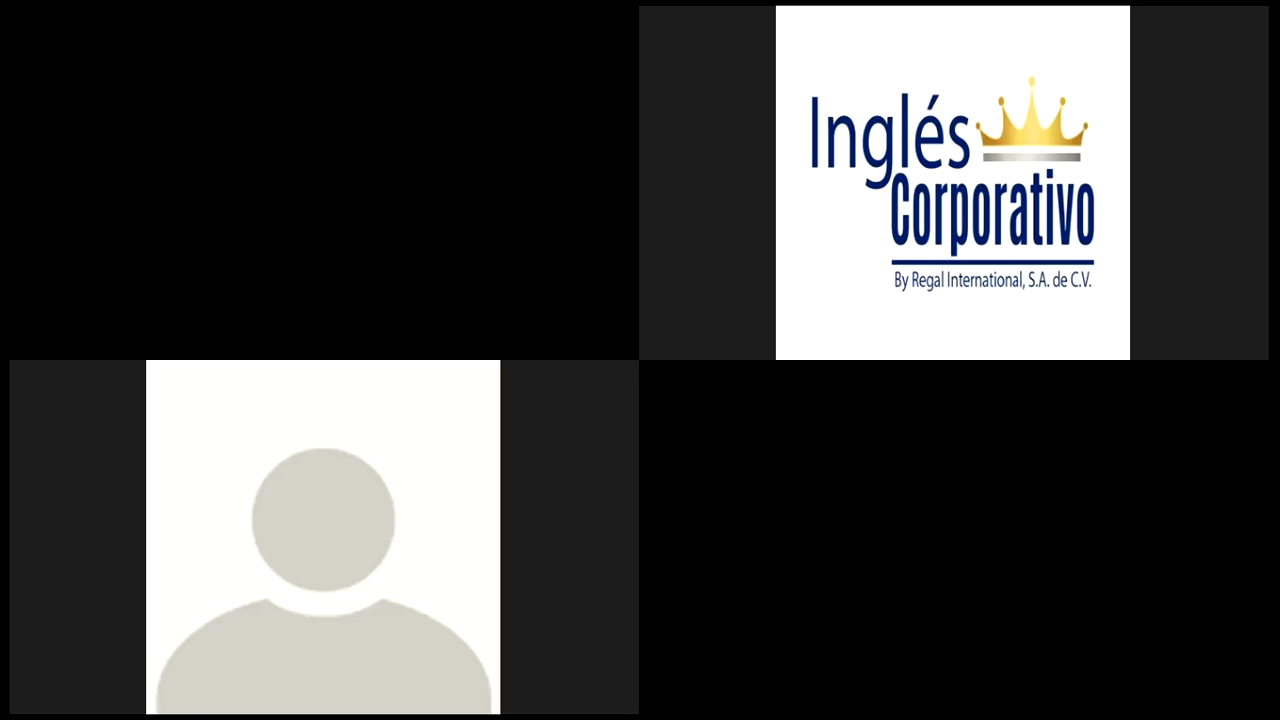 Inglés
Corporativo
By Regal International, S.A. de C.V.